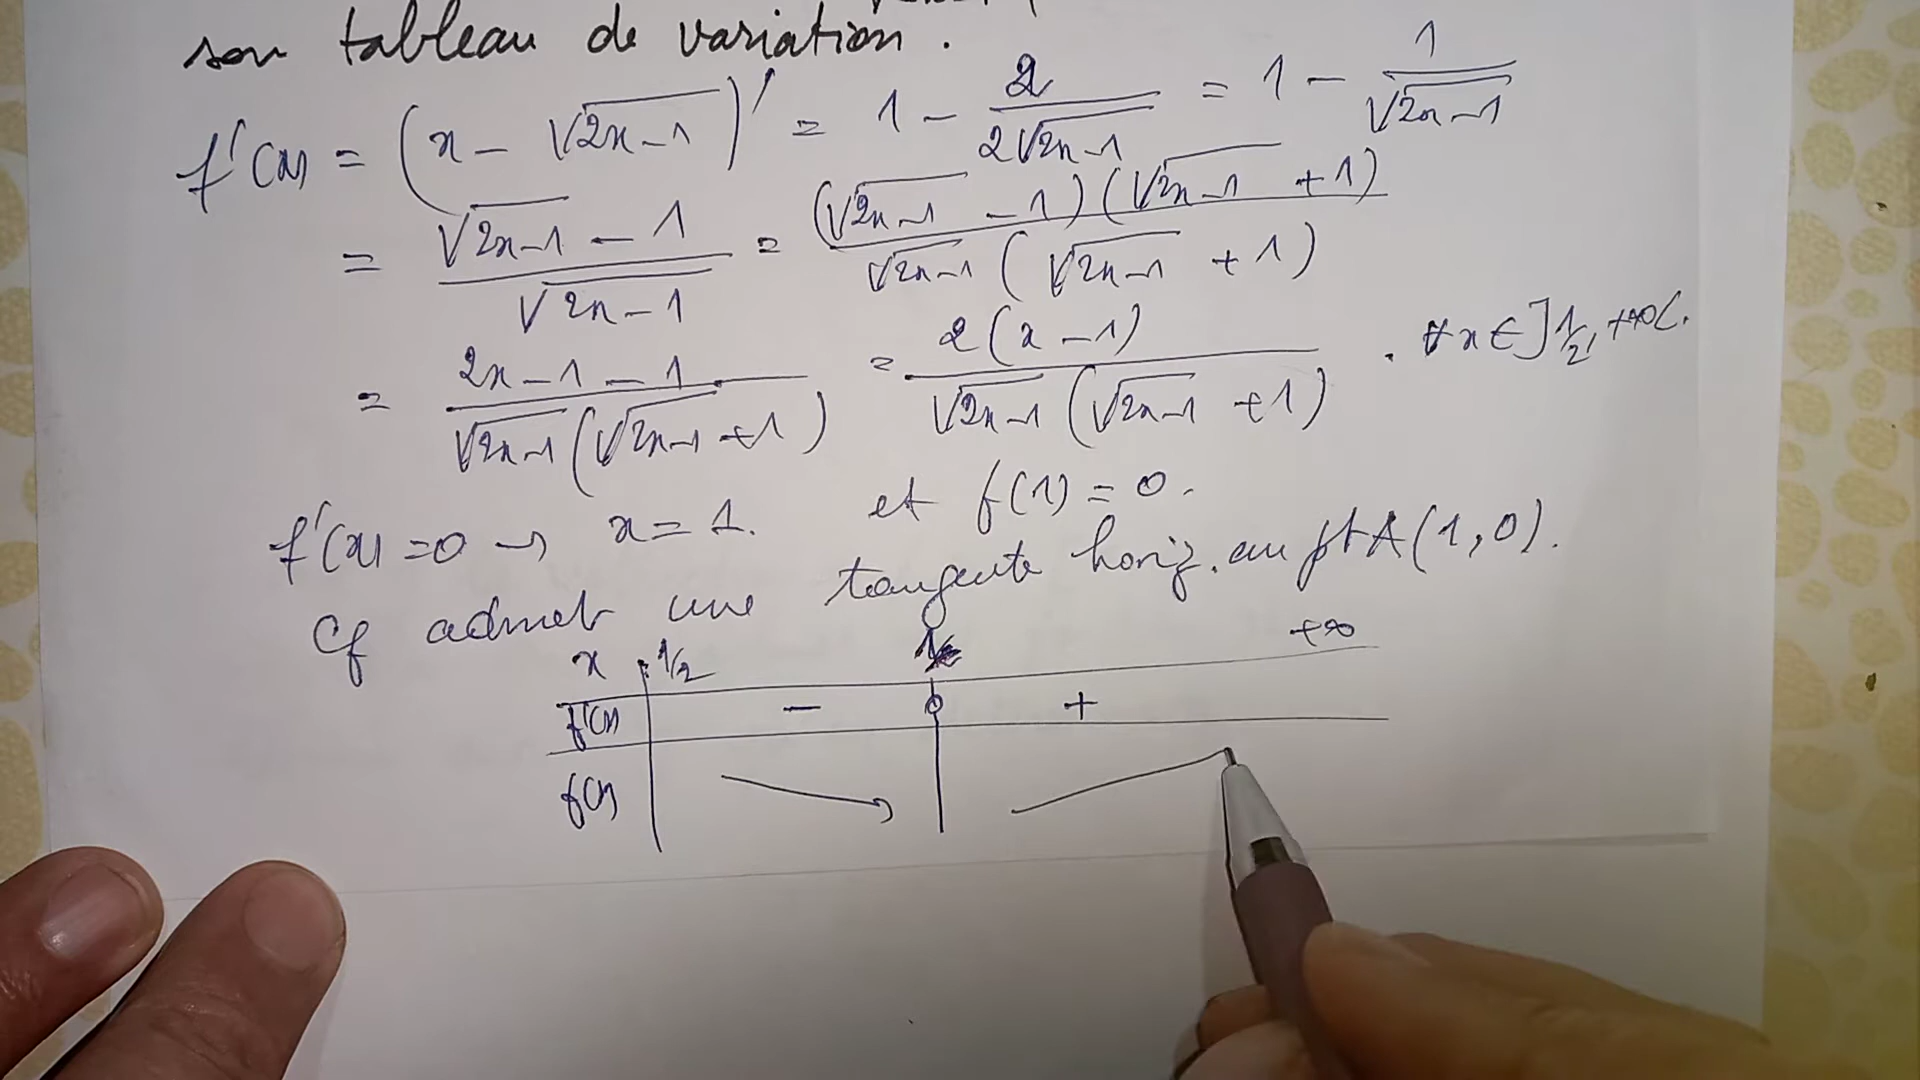 son tableau de variation.
f'(x) = (x - √(2x-1))' = 1 - 2/(2√(2x-1)) = 1 - 1/√(2x-1)
= (√(2x-1) - 1)/√(2x-1) = ((√(2x-1) - 1)(√(2x-1) + 1))/(√(2x-1)(√(2x-1) + 1))
= (2x-1-1)/(√(2x-1)(√(2x-1)+1)) = 2(x-1)/(√(2x-1)(√(2x-1)+1)). ∀x∈]1/2, +∞[.
f'(x)=0 → x=1. et f(1)=0.
Cf admet une tangente horiz. au pt A(1,0).
x 1/2 1 +∞
f'(x) - 0 +
f(x)